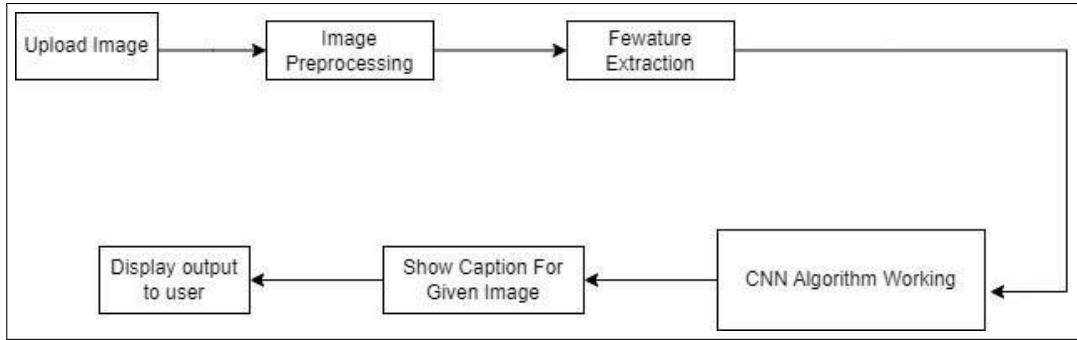 Upload Image
Image
Preprocessing
Fewature
Extraction
CNN Algorithm Working
Show Caption For
Given Image
Display output
to user